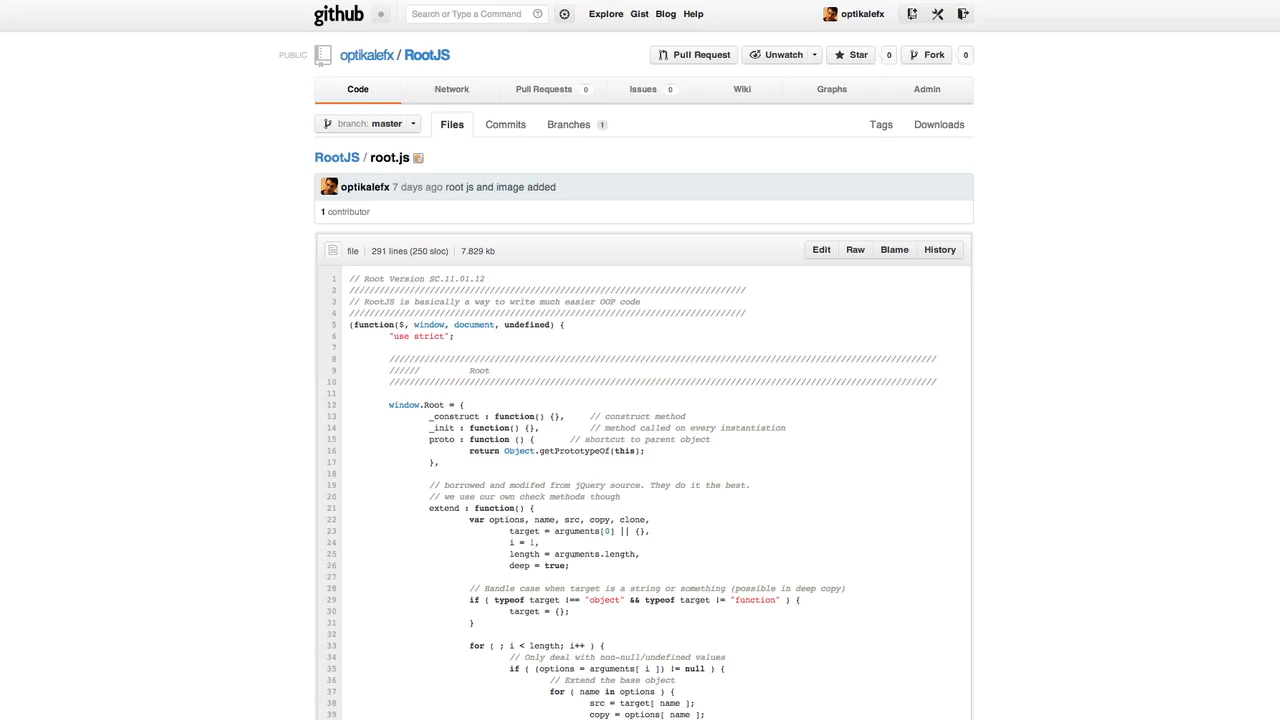 github Search or Type a Command Explore Gist Blog Help optikalefx
PUBLIC optikalefx / RootJS Pull Request Unwatch Star 0 Fork 0
Code Network Pull Requests 0 Issues 0 Wiki Graphs Admin
branch: master Files Commits Branches 1 Tags Downloads
RootJS / root.js
optikalefx 7 days ago root js and image added
1 contributor
file 291 lines (250 sloc) 7.829 kb Edit Raw Blame History
1 // Root Version SC.11.01.12
2 ///////////////////////////////////////////////////////////////////////////////
3 // RootJS is basically a way to write much easier OOP code
4 ///////////////////////////////////////////////////////////////////////////////
5 (function($, window, document, undefined) {
6 "use strict";
7
8 /////////////////////////////////////////////////////////////////////////////////////////////////////////////
9 ////// Root
10 /////////////////////////////////////////////////////////////////////////////////////////////////////////////
11
12 window.Root = {
13 _construct : function() {}, // construct method
14 _init : function() {}, // method called on every instantiation
15 proto : function () { // shortcut to parent object
16 return Object.getPrototypeOf(this);
17 },
18
19 // borrowed and modifed from jQuery source. They do it the best.
20 // we use our own check methods though
21 extend : function() {
22 var options, name, src, copy, clone,
23 target = arguments[0] || {},
24 i = 1,
25 length = arguments.length,
26 deep = true;
27
28 // Handle case when target is a string or something (possible in deep copy)
29 if ( typeof target !== "object" && typeof target != "function" ) {
30 target = {};
31 }
32
33 for ( ; i < length; i++ ) {
34 // Only deal with non-null/undefined values
35 if ( (options = arguments[ i ]) != null ) {
36 // Extend the base object
37 for ( name in options ) {
38 src = target[ name ];
39 copy = options[ name ];